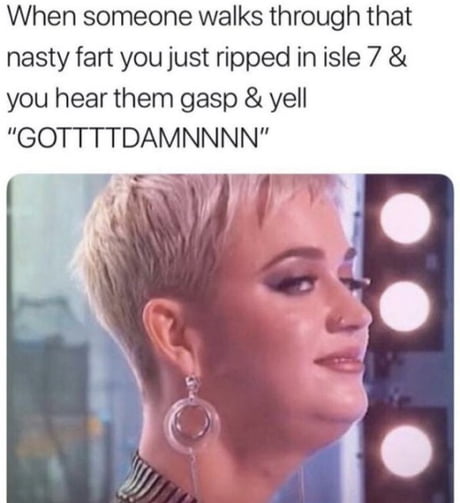 When someone walks through that
nasty fart you just ripped in isle 7 &
you hear them gasp & yell
"GOTTTTDAMNNNN"